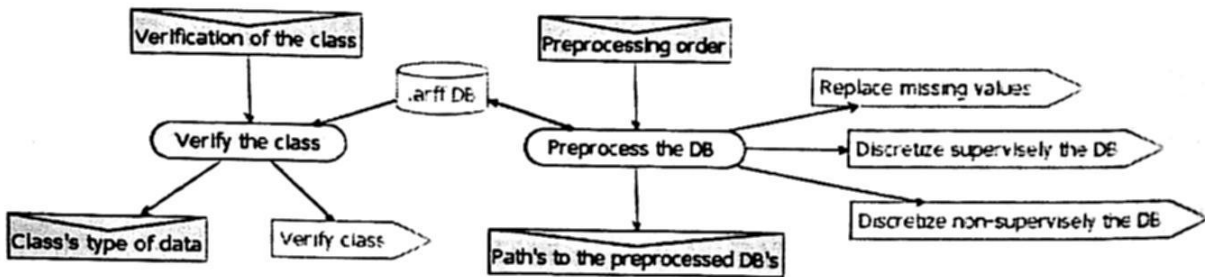 Verification of the class
Preprocessing order
Replace missing values
.arff DB
Verify the class
Preprocess the DB
Discretize supervisely the DB
Class's type of data
Verify class
Path's to the preprocessed DB's
Discretize non-supervisely the DB